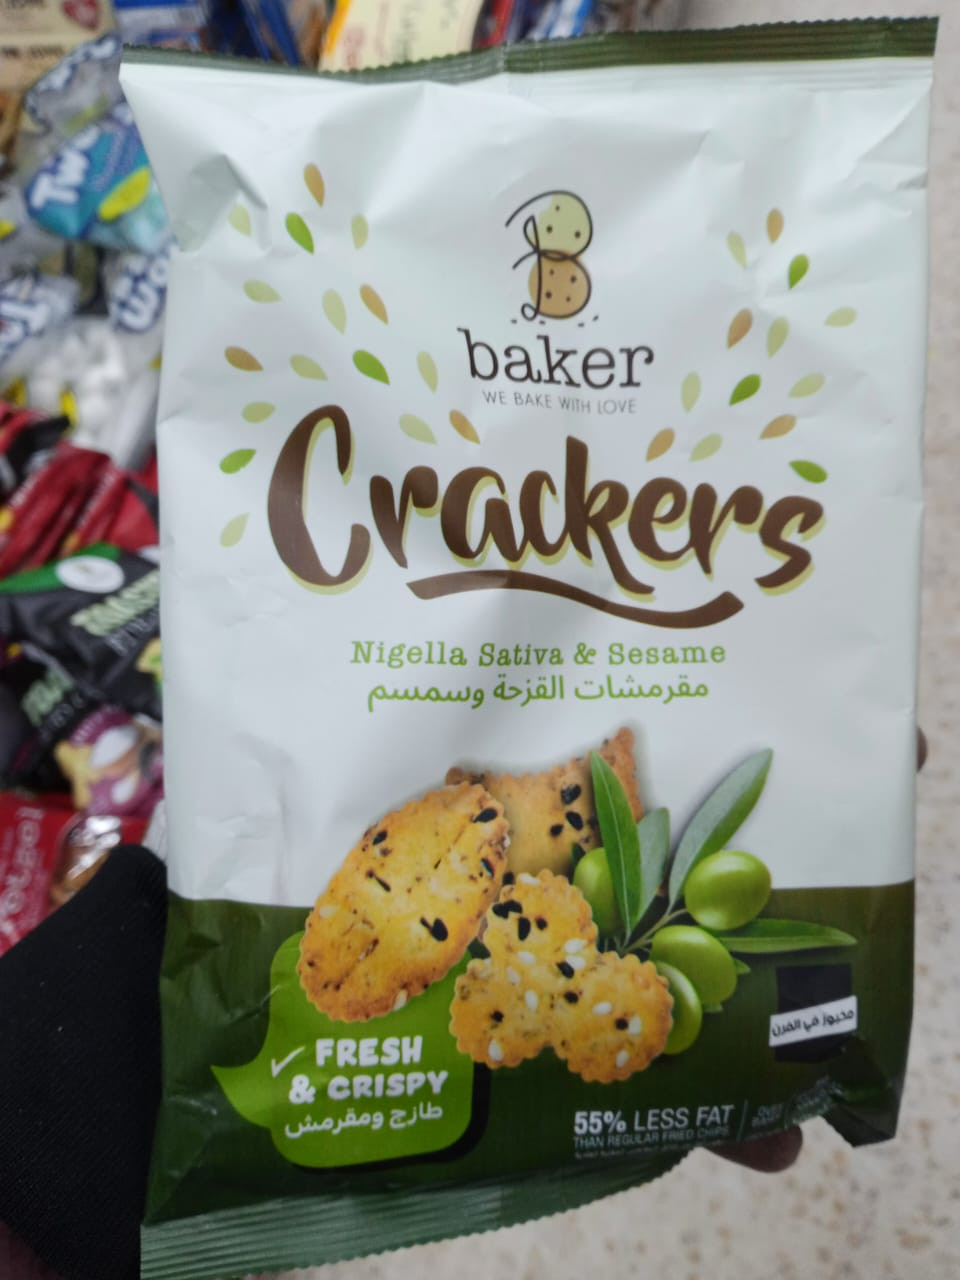 baker
WE BAKE WITH LOVE
Crackers
Nigella Sativa & Sesame
مقرمشات القزحة وسمسم
مخبوز في الفرن
FRESH
& CRISPY
طازج ومقرمش
55% LESS FAT
THAN REGULAR FRIED CHIPS